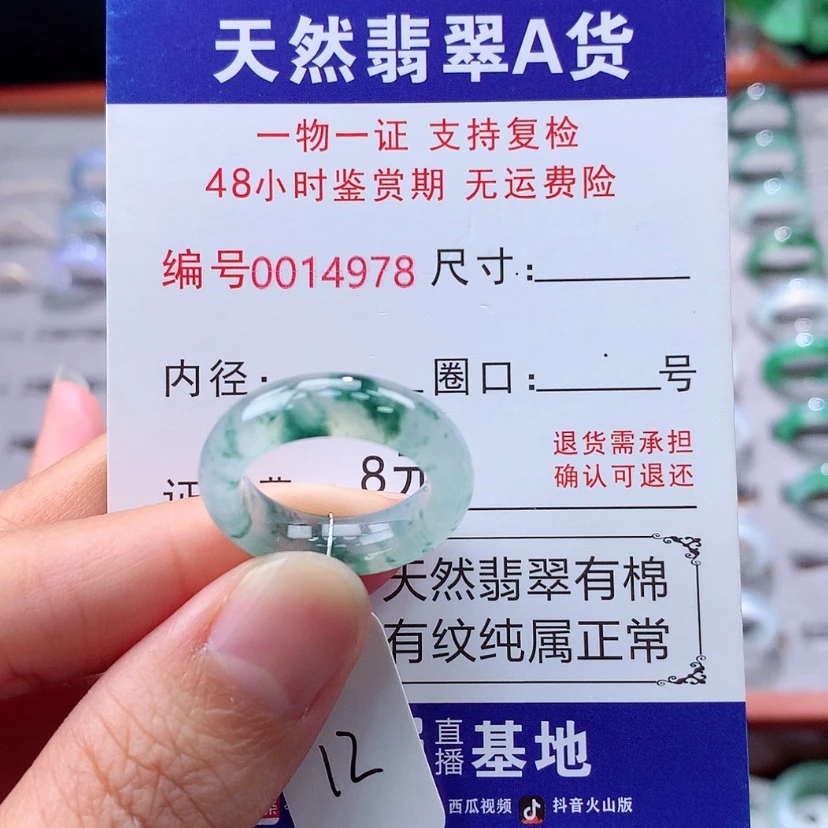 天然翡翠A货
一物一证 支持复检
48小时鉴赏期 无运费险
编号0014978 尺寸:
内径: 圈口: 号
退货需承担
确认可退还
证 费 8元
天然翡翠有棉
有纹纯属正常
直播基地
西瓜视频 抖音火山版
12